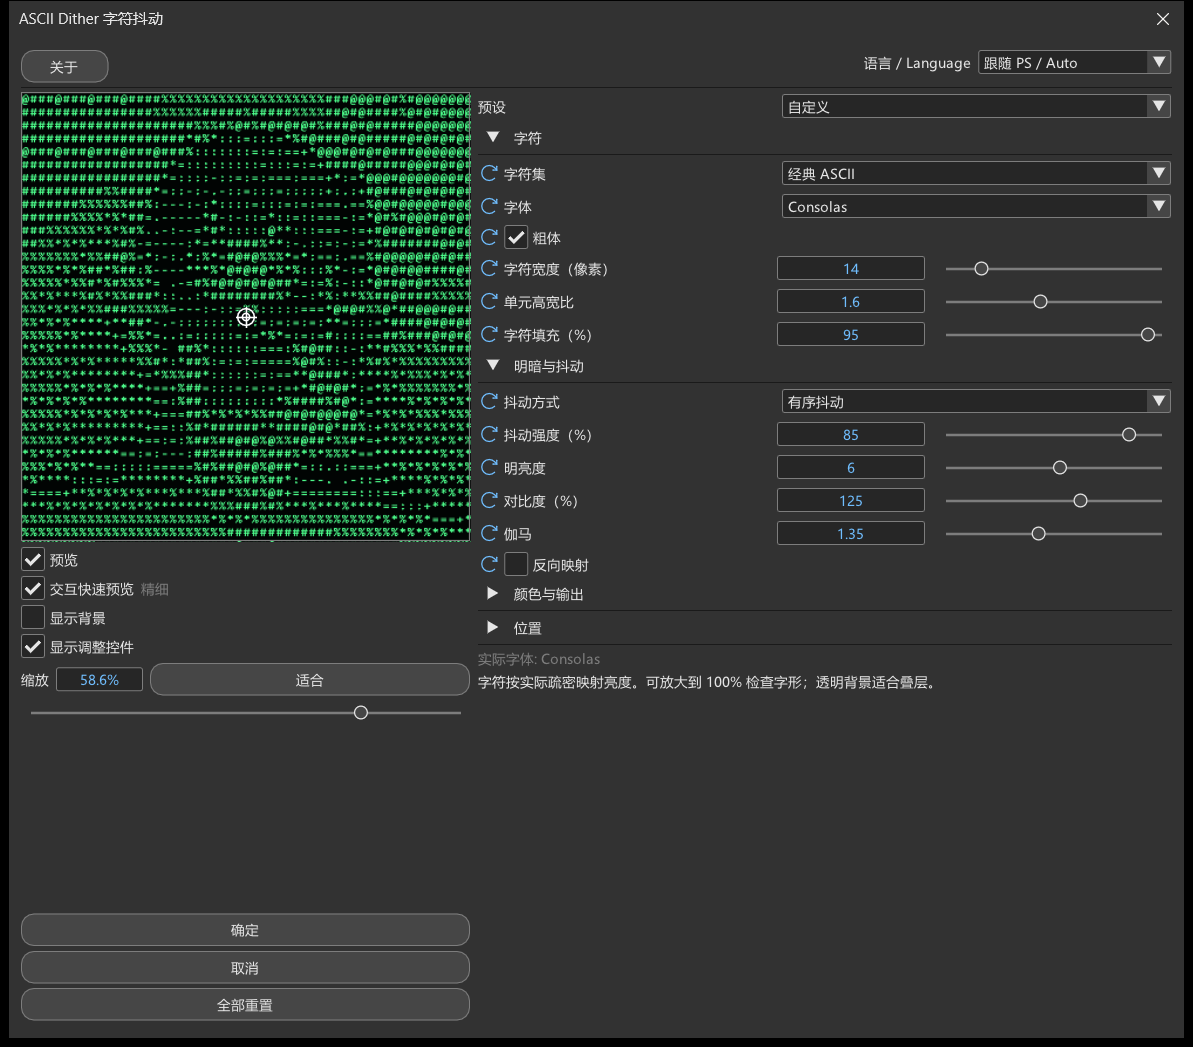 ASCII Dither 字符抖动
关于
语言 / Language 跟随 PS / Auto
预设 自定义
字符
字符集 经典 ASCII
字体 Consolas
粗体
字符宽度（像素） 14
单元高宽比 1.6
字符填充（%） 95
明暗与抖动
抖动方式 有序抖动
抖动强度（%） 85
明亮度 6
对比度（%） 125
伽马 1.35
反向映射
颜色与输出
位置
实际字体: Consolas
字符按实际疏密映射亮度。可放大到 100% 检查字形；透明背景适合叠层。
预览
交互快速预览 精细
显示背景
显示调整控件
缩放 58.6% 适合
确定
取消
全部重置